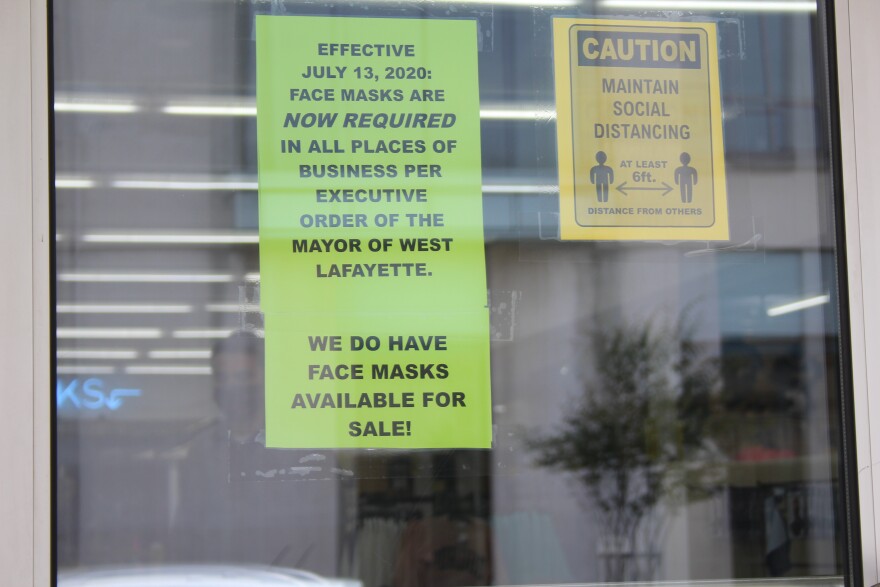 EFFECTIVE
JULY 13, 2020:
FACE MASKS ARE
NOW REQUIRED
IN ALL PLACES OF
BUSINESS PER
EXECUTIVE
ORDER OF THE
MAYOR OF WEST
LAFAYETTE.
WE DO HAVE
FACE MASKS
AVAILABLE FOR
SALE!
CAUTION
MAINTAIN
SOCIAL
DISTANCING
AT LEAST
6ft.
DISTANCE FROM OTHERS